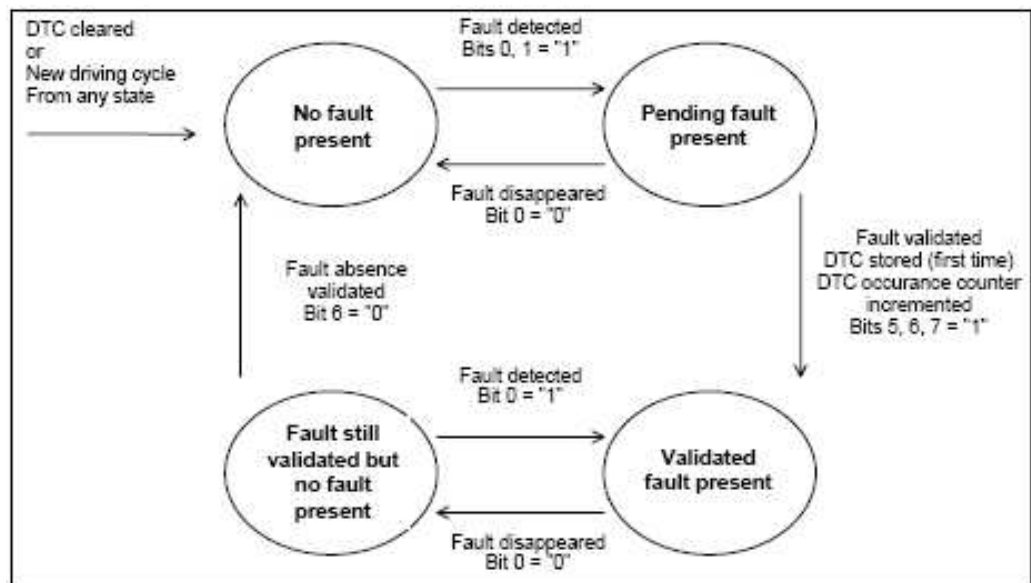 DTC cleared
or
New driving cycle
From any state
Fault detected
Bits 0, 1 = "1"
No fault
present
Pending fault
present
Fault disappeared
Bit 0 = "0"
Fault absence
validated
Bit 6 = "0"
Fault validated
DTC stored (first time)
DTC occurance counter
incremented
Bits 5, 6, 7 = "1"
Fault detected
Bit 0 = "1"
Fault still
validated but
no fault
present
Validated
fault present
Fault disappeared
Bit 0 = "0"